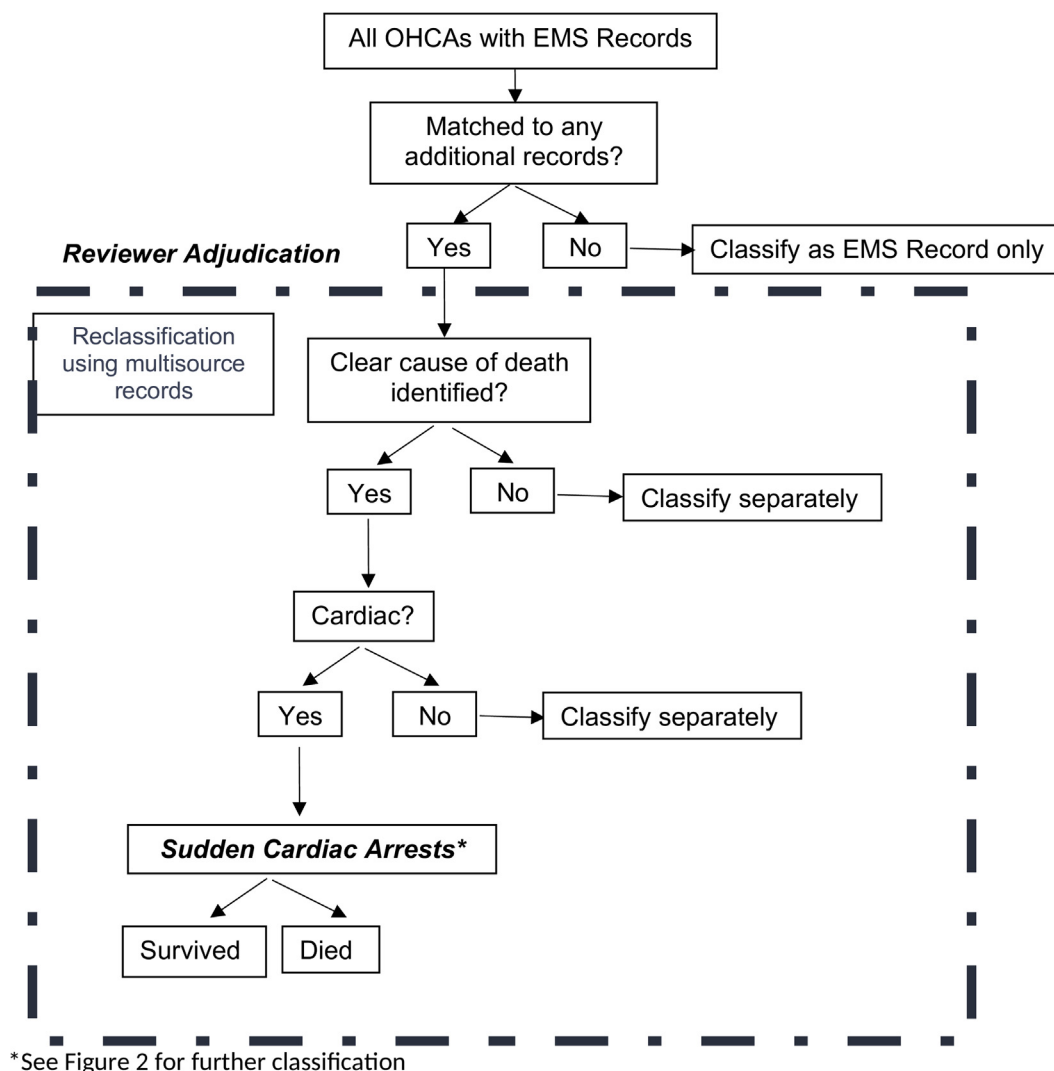 All OHCAs with EMS Records
Matched to any
additional records?
Yes
No
Classify as EMS Record only
Reviewer Adjudication
Reclassification
using multisource
records
Clear cause of death
identified?
Yes
No
Classify separately
Cardiac?
Yes
No
Classify separately
Sudden Cardiac Arrests*
Survived
Died
*See Figure 2 for further classification